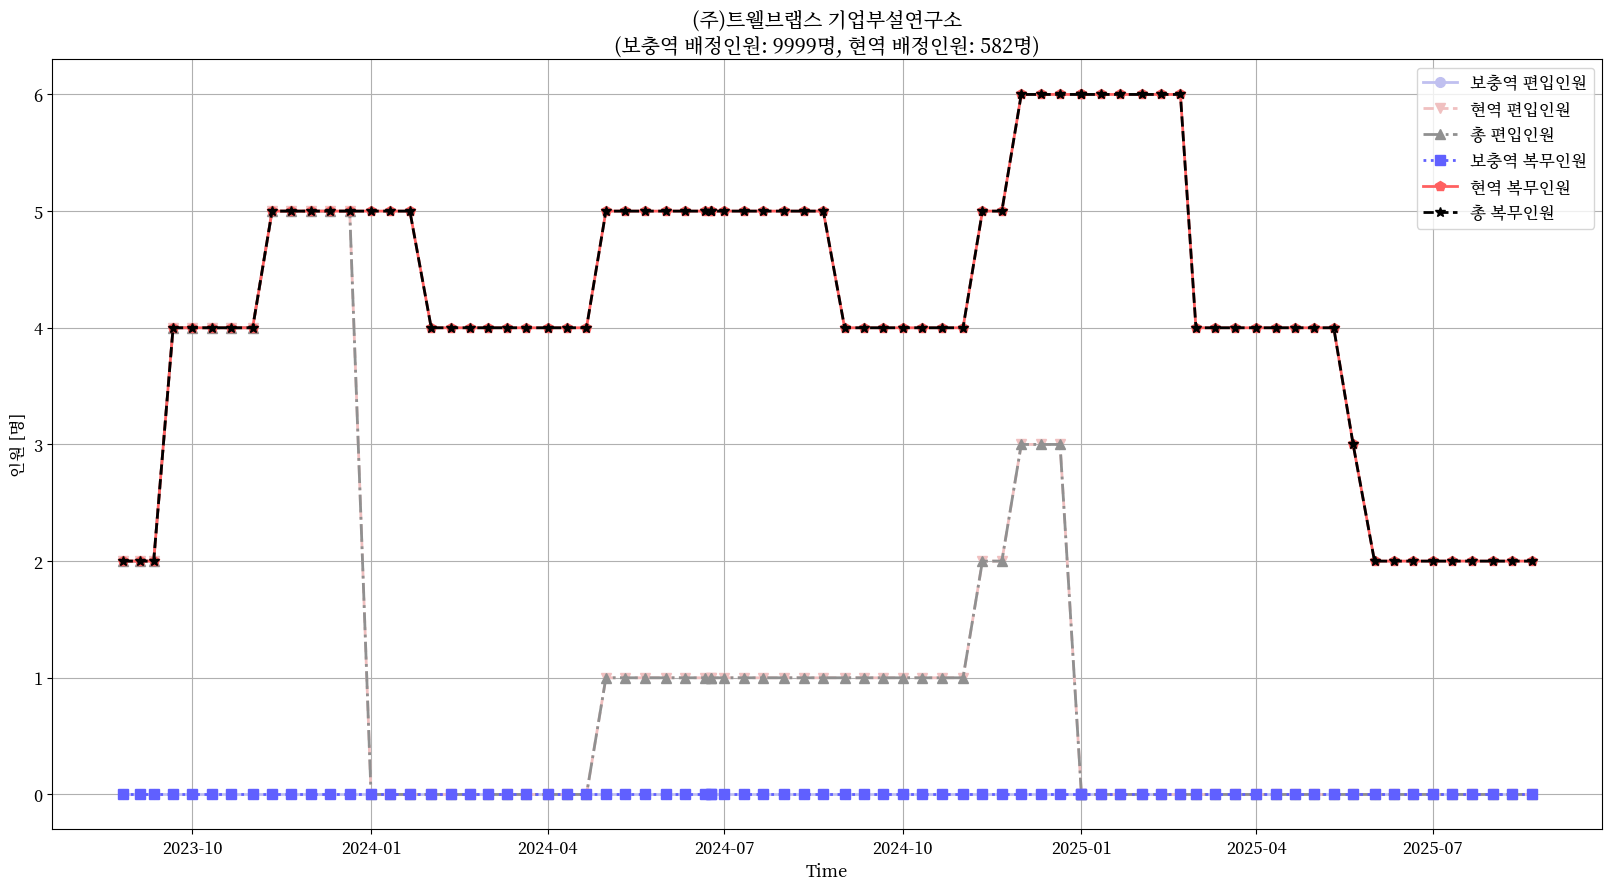 (주)트웰브랩스 기업부설연구소
(보충역 배정인원: 9999명, 현역 배정인원: 582명)
보충역 편입인원
현역 편입인원
총 편입인원
보충역 복무인원
현역 복무인원
총 복무인원
인원 [명]
6
5
4
3
2
1
0
2023-10
2024-01
2024-04
2024-07
2024-10
2025-01
2025-04
2025-07
Time